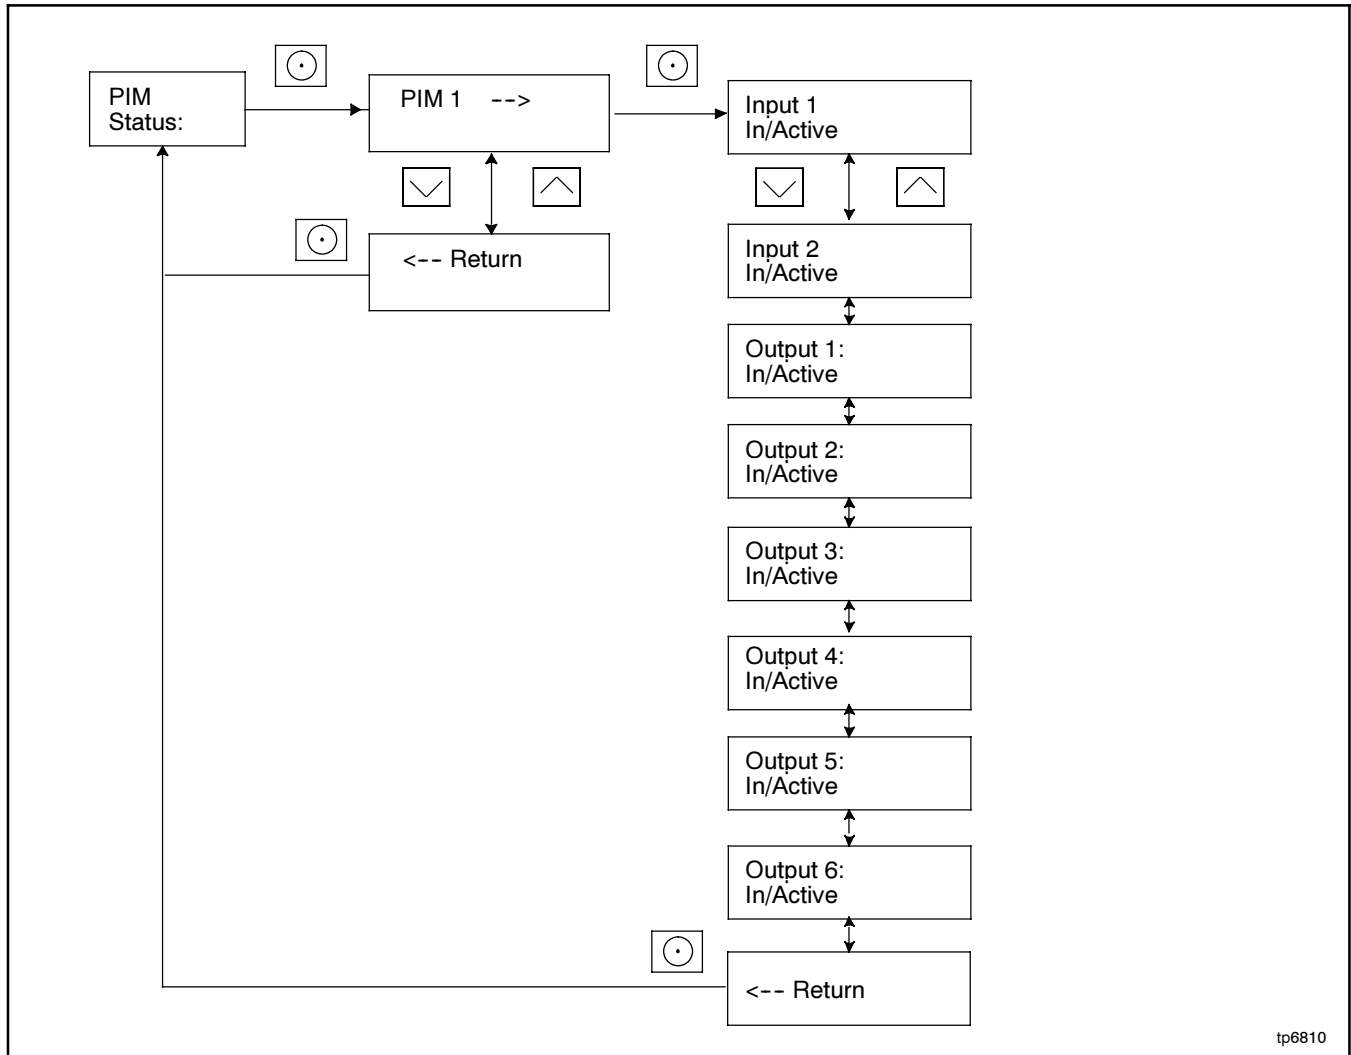 PIM
Status:
PIM 1 -->
<-- Return
Input 1
In/Active
Input 2
In/Active
Output 1:
In/Active
Output 2:
In/Active
Output 3:
In/Active
Output 4:
In/Active
Output 5:
In/Active
Output 6:
In/Active
<-- Return
tp6810